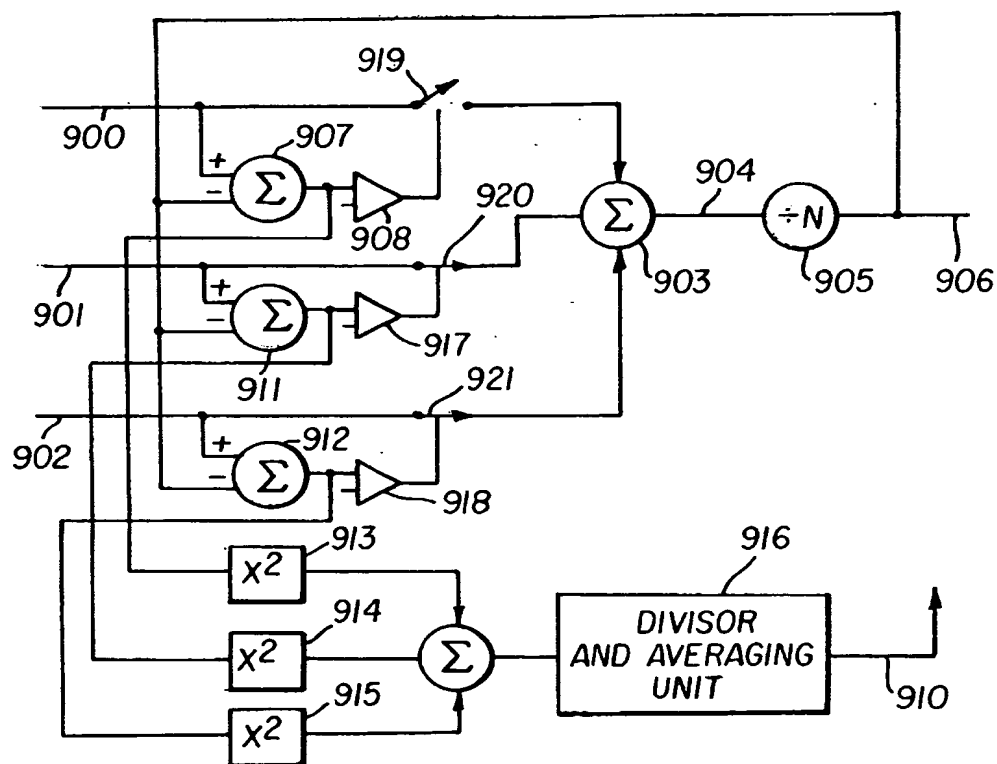 919
900
907
+
−
Σ
908
920
Σ
903
904
÷N
905
906
901
+
−
Σ
911
917
921
902
+
−
912
Σ
918
913
X2
914
X2
915
X2
Σ
916
DIVISOR
AND AVERAGING
UNIT
910